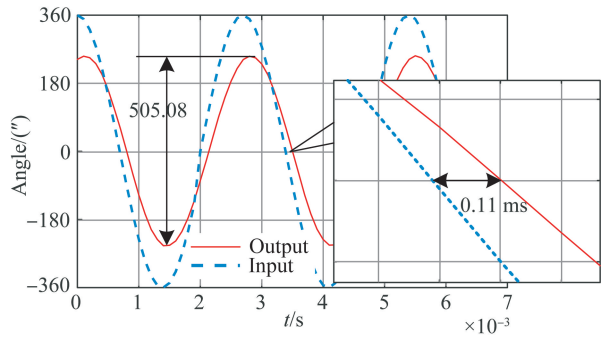 360
180
0
−180
−360
Angle/(″)
505.08
0.11 ms
Output
Input
0 1 2 3 4 5 6 7
t/s
×10⁻³